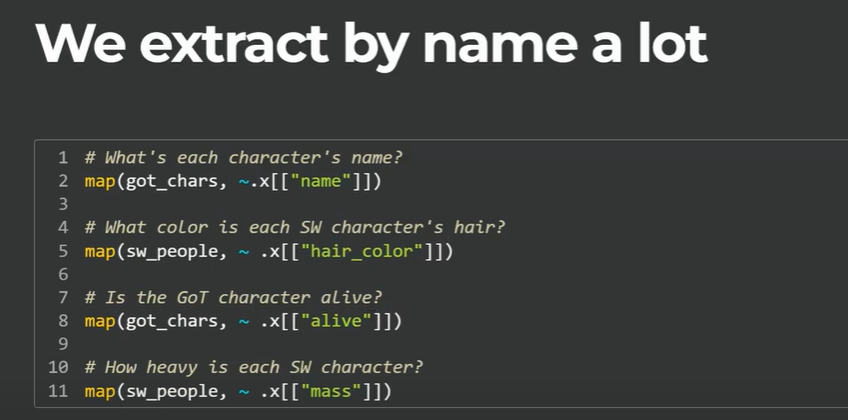 We extract by name a lot
1 # What's each character's name?
2 map(got_chars, ~.x[["name"]])
3
4 # What color is each SW character's hair?
5 map(sw_people, ~ .x[["hair_color"]])
6
7 # Is the GoT character alive?
8 map(got_chars, ~ .x[["alive"]])
9
10 # How heavy is each SW character?
11 map(sw_people, ~ .x[["mass"]])